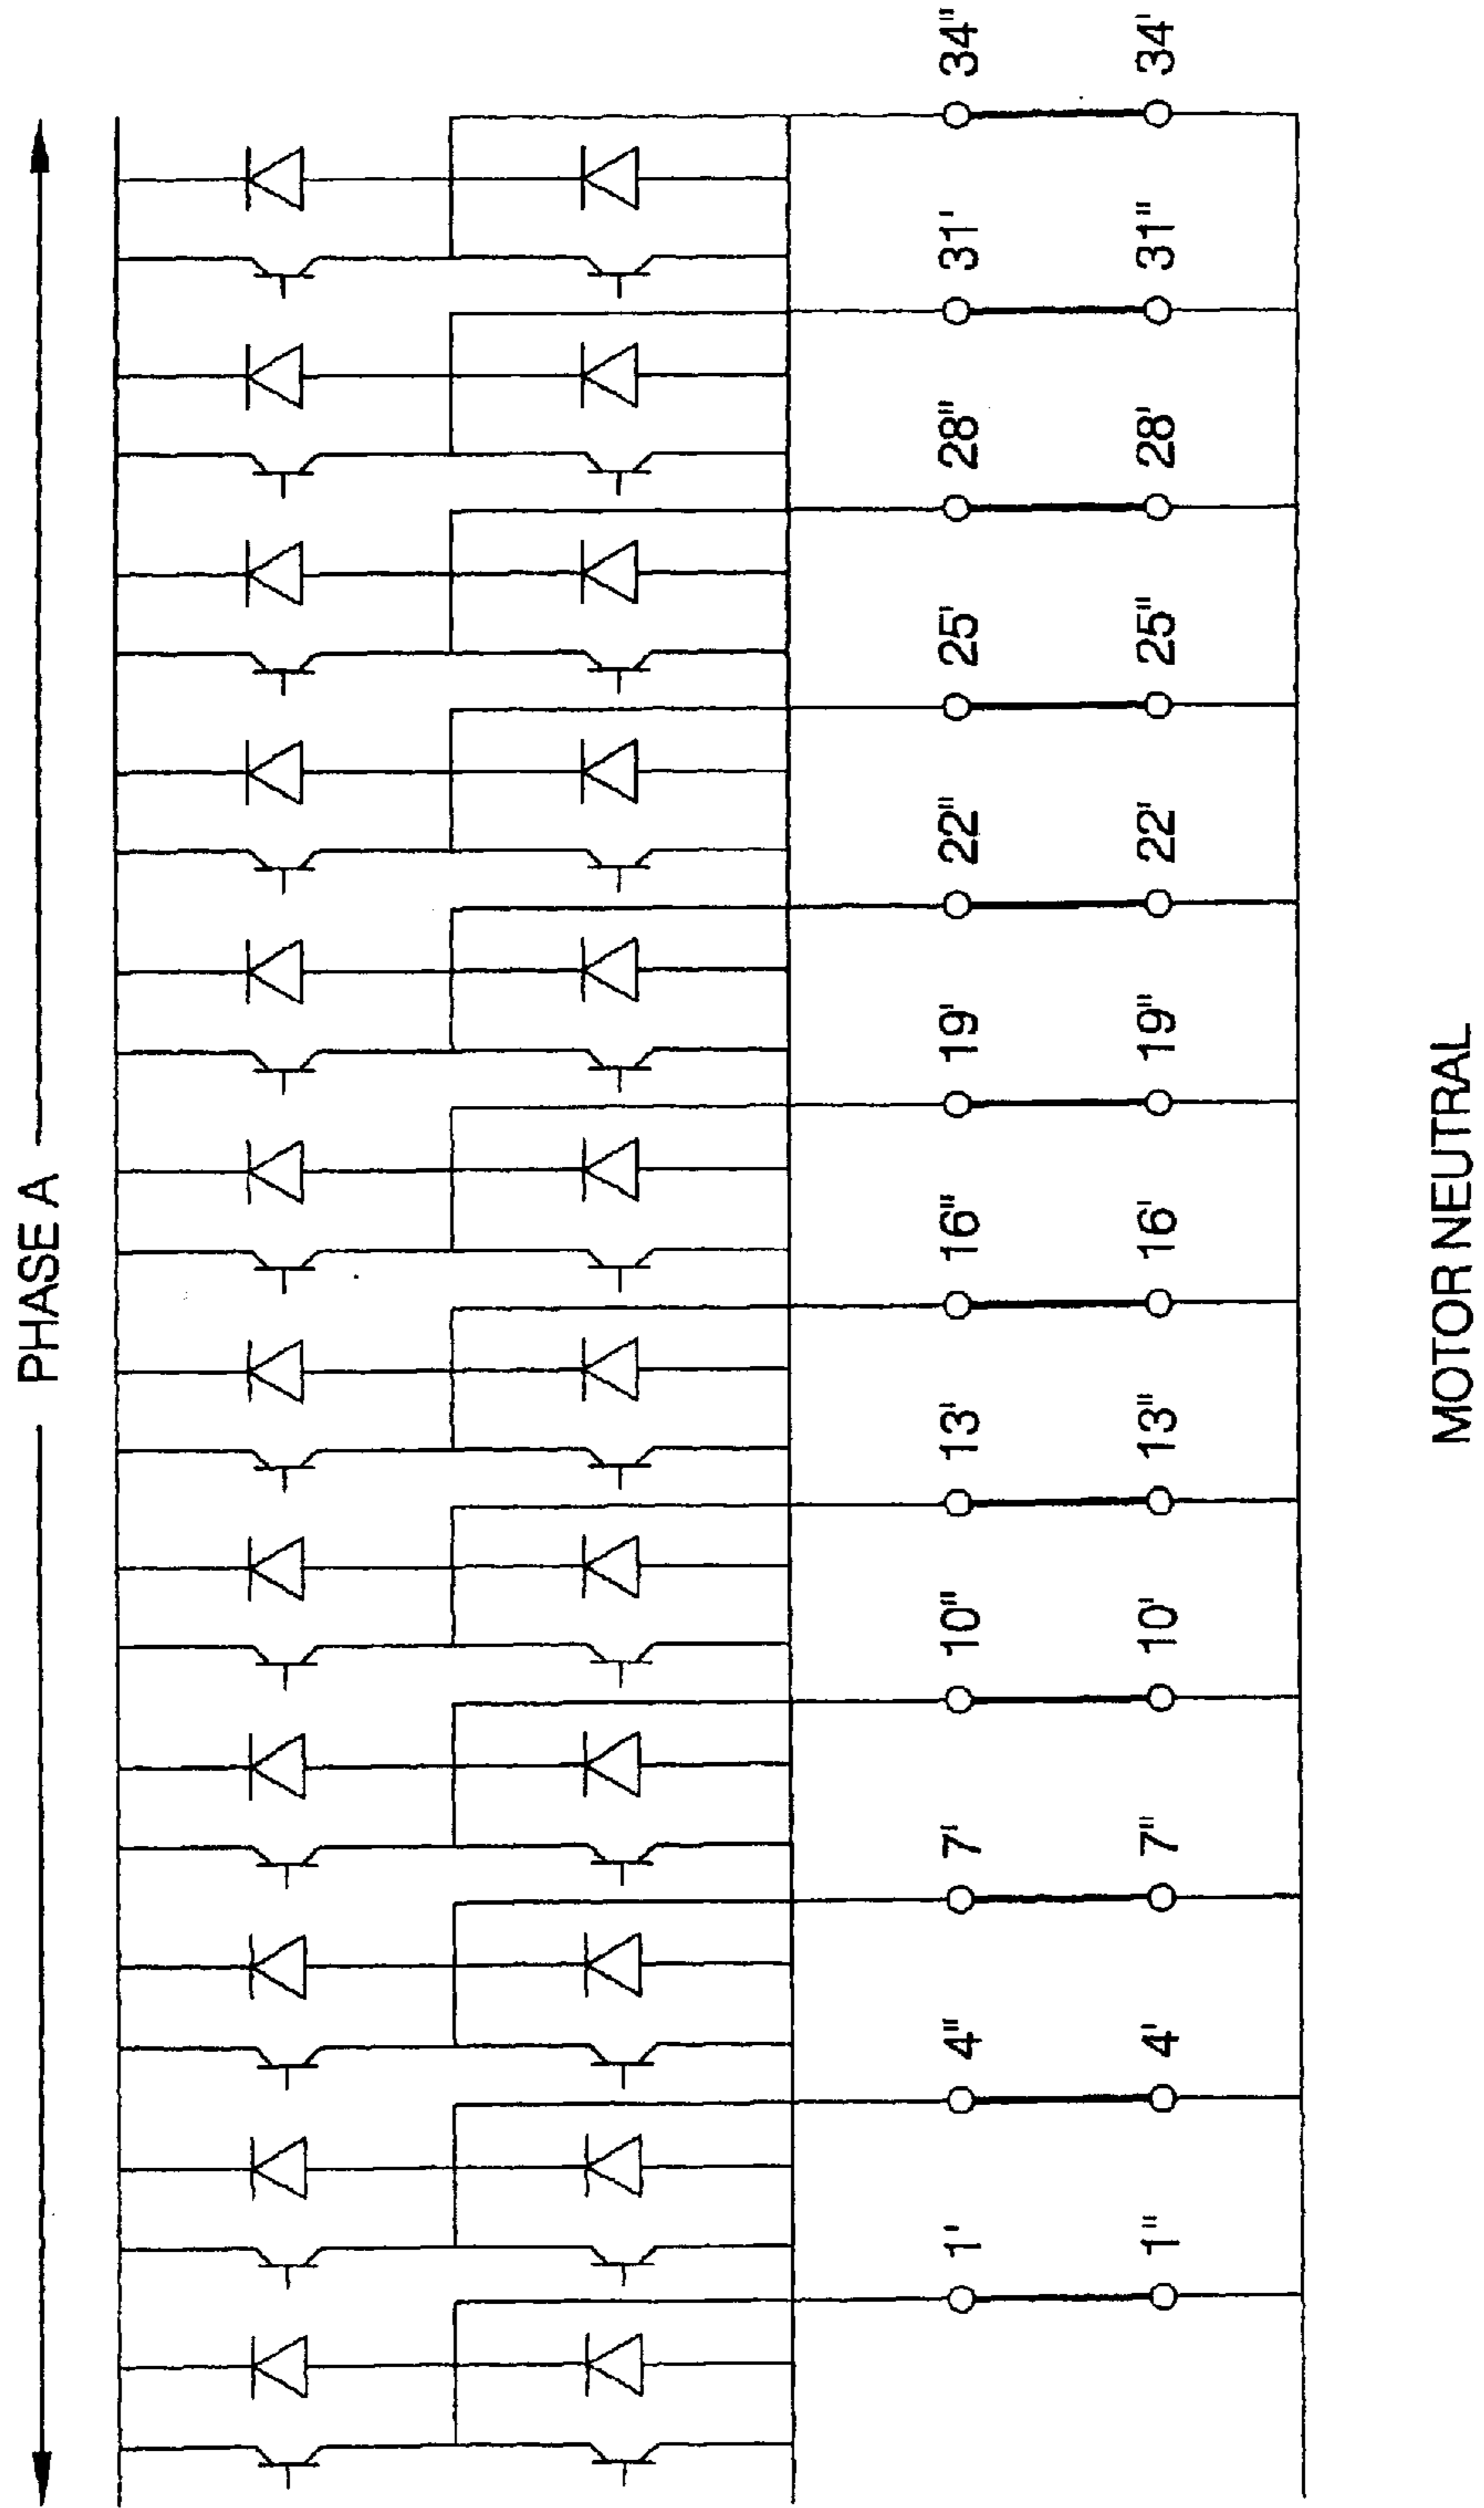 PHASE A
1' 4" 7' 10" 13' 16" 19' 22" 25' 28" 31' 34"
1" 4' 7" 10' 13" 16' 19" 22' 25" 28' 31" 34'
MOTOR NEUTRAL